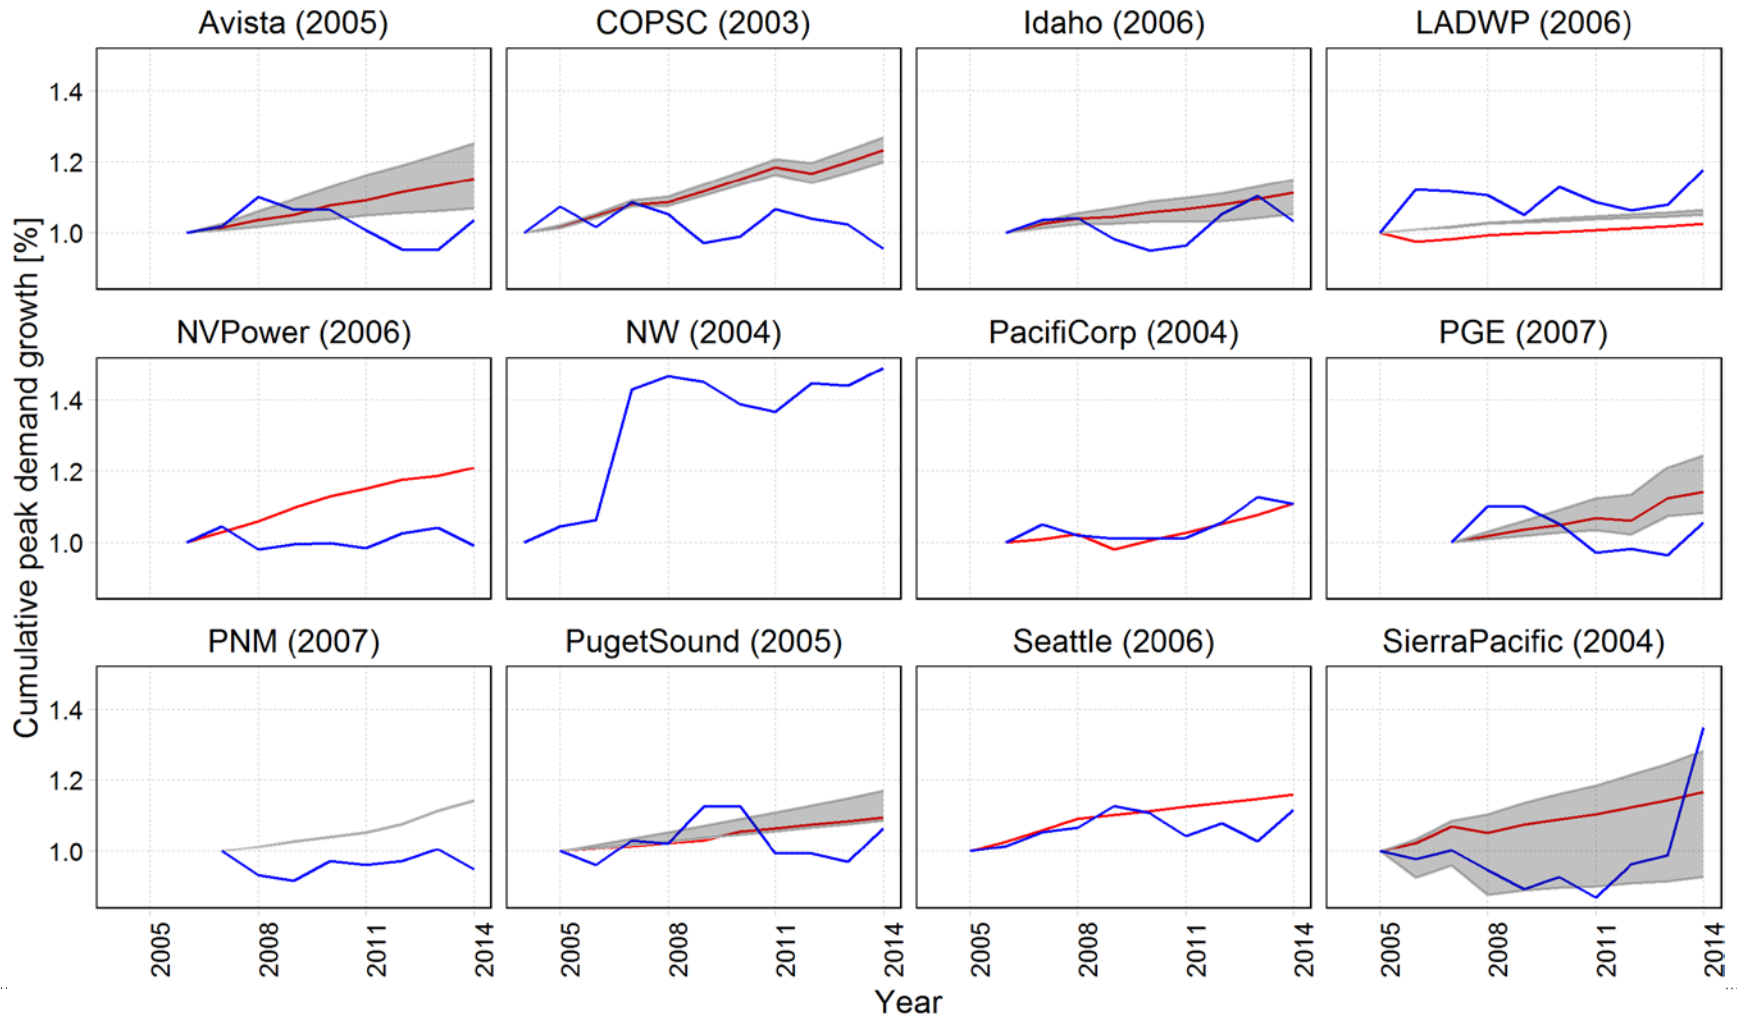 Avista (2005) COPSC (2003) Idaho (2006) LADWP (2006)
1.4
1.2
1.0
NVPower (2006) NW (2004) PacifiCorp (2004) PGE (2007)
1.4
1.2
1.0
PNM (2007) PugetSound (2005) Seattle (2006) SierraPacific (2004)
1.4
1.2
1.0
Cumulative peak demand growth [%]
2005 2008 2011 2014 2005 2008 2011 2014 2005 2008 2011 2014 2005 2008 2011 2014
Year